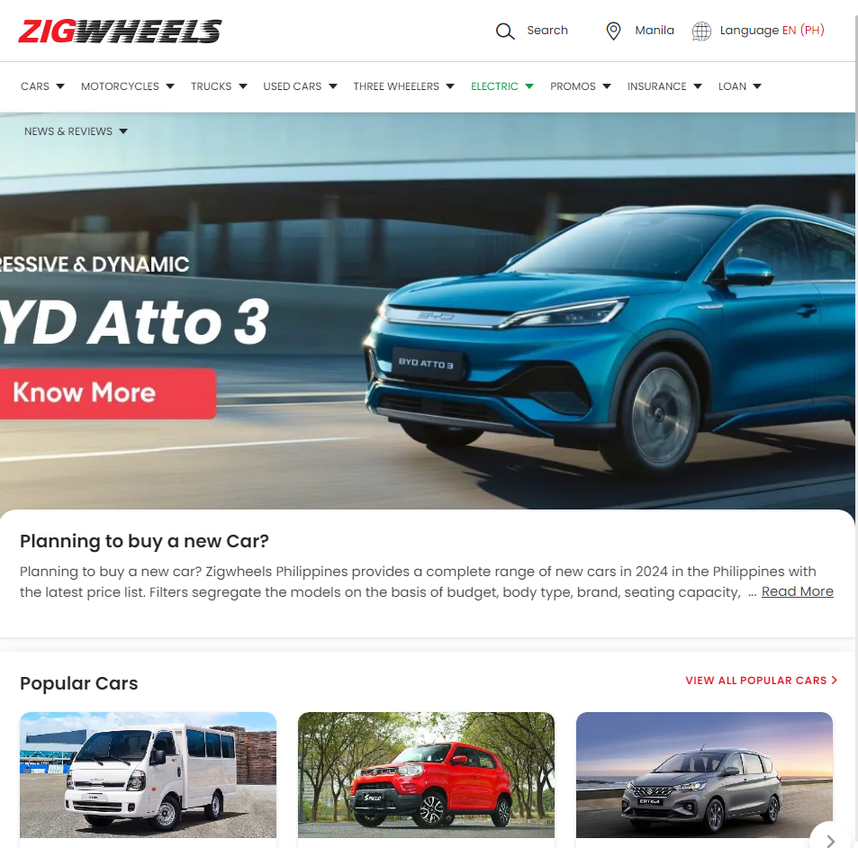 ZIGWHEELS
Search
Manila
Language EN (PH)
CARS
MOTORCYCLES
TRUCKS
USED CARS
THREE WHEELERS
ELECTRIC
PROMOS
INSURANCE
LOAN
NEWS & REVIEWS
RESSIVE & DYNAMIC
YD Atto 3
Know More
BYD
BYD ATTO 3
Planning to buy a new Car?
Planning to buy a new car? Zigwheels Philippines provides a complete range of new cars in 2024 in the Philippines with
the latest price list. Filters segregate the models on the basis of budget, body type, brand, seating capacity, ... Read More
Popular Cars
VIEW ALL POPULAR CARS
ERTIGA